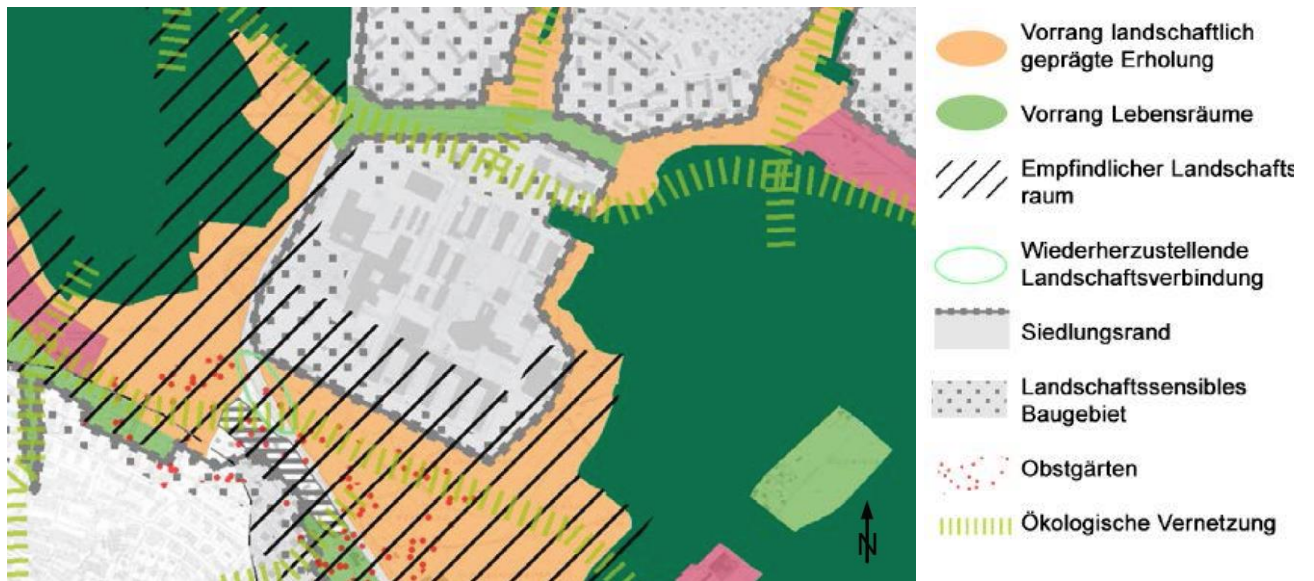 Vorrang landschaftlich
geprägte Erholung
Vorrang Lebensräume
Empfindlicher Landschafts
raum
Wiederherzustellende
Landschaftsverbindung
Siedlungsrand
Landschaftssensibles
Baugebiet
Obstgärten
Ökologische Vernetzung
N